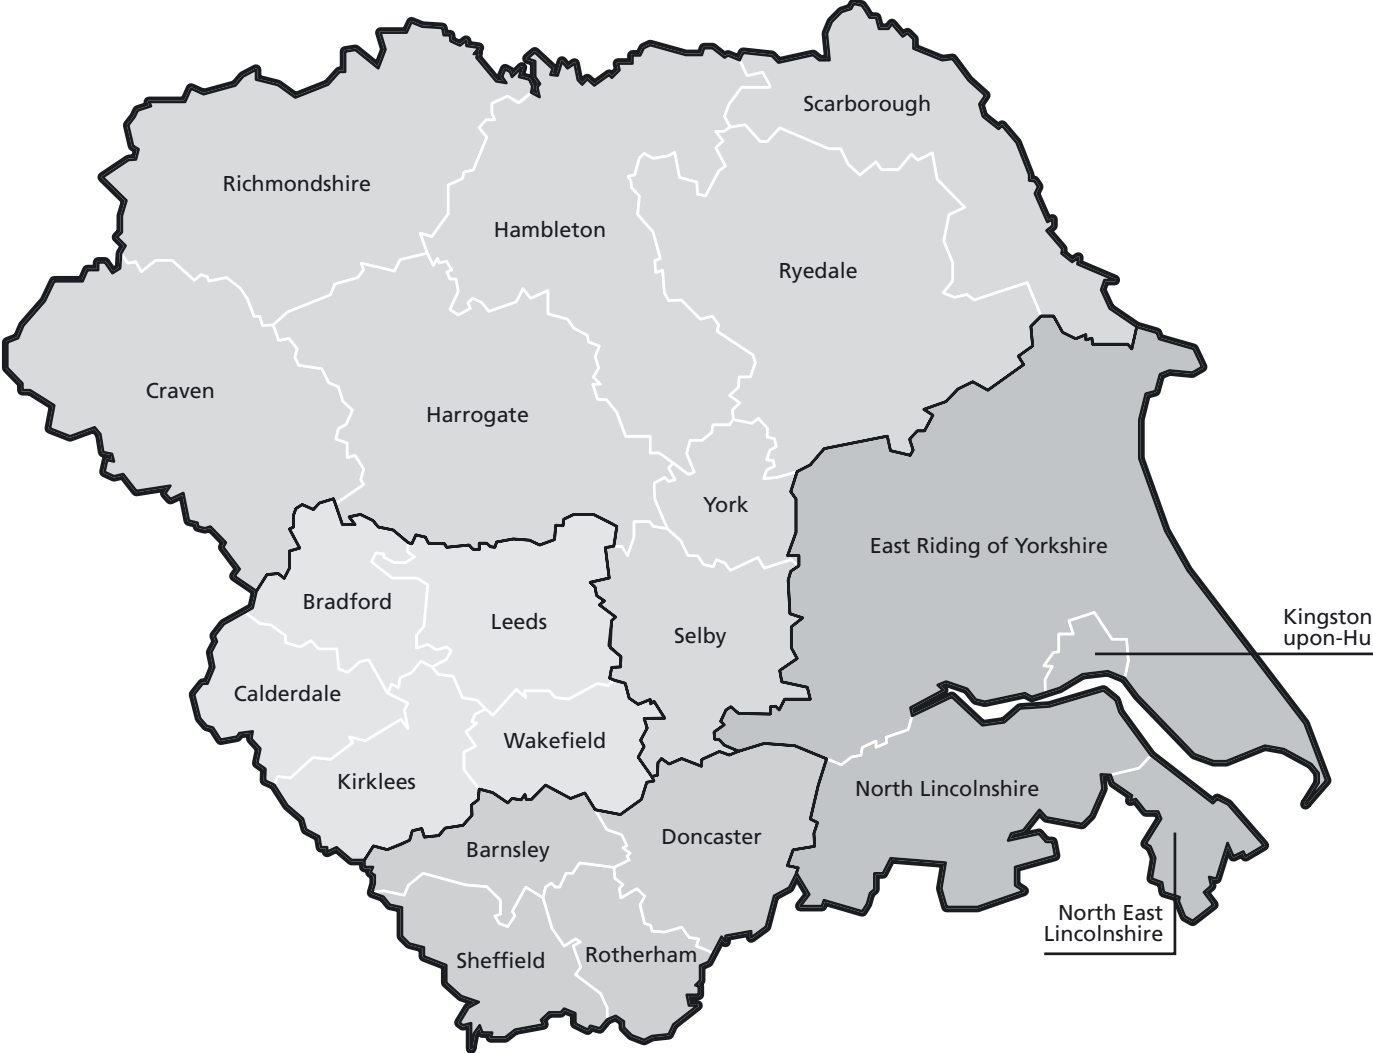 Scarborough
Richmondshire
Hambleton
Ryedale
Craven
Harrogate
York
East Riding of Yorkshire
Bradford
Leeds
Selby
Kingston
upon-Hu
Calderdale
Wakefield
Kirklees
North Lincolnshire
Barnsley
Doncaster
North East
Lincolnshire
Sheffield
Rotherham